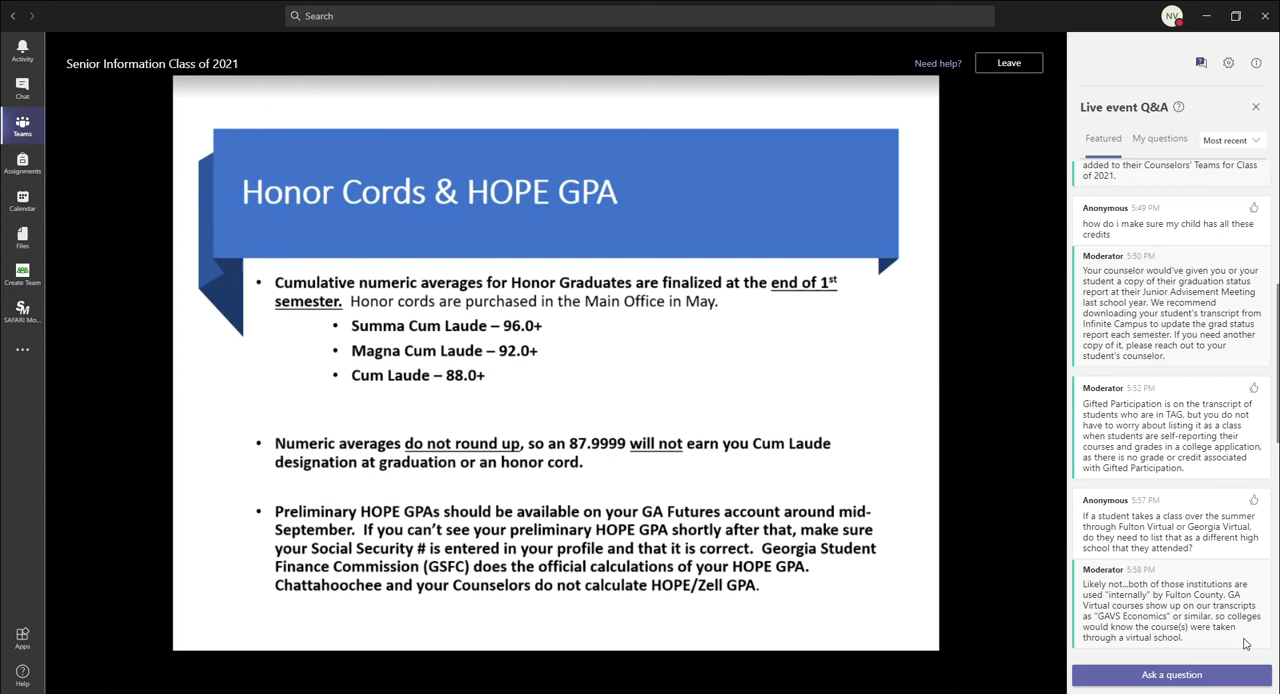 Search
NV
Activity
Chat
Teams
Assignments
Calendar
Files
Create Team
SAFARI Mo...
Apps
Help
Senior Information Class of 2021
Need help?
Leave
Honor Cords & HOPE GPA
• Cumulative numeric averages for Honor Graduates are finalized at the end of 1st
semester. Honor cords are purchased in the Main Office in May.
• Summa Cum Laude – 96.0+
• Magna Cum Laude – 92.0+
• Cum Laude – 88.0+
• Numeric averages do not round up, so an 87.9999 will not earn you Cum Laude
designation at graduation or an honor cord.
• Preliminary HOPE GPAs should be available on your GA Futures account around mid-
September. If you can't see your preliminary HOPE GPA shortly after that, make sure
your Social Security # is entered in your profile and that it is correct. Georgia Student
Finance Commission (GSFC) does the official calculations of your HOPE GPA.
Chattahoochee and your Counselors do not calculate HOPE/Zell GPA.
Live event Q&A
Featured My questions Most recent
added to their Counselors' Teams for Class
of 2021.
Anonymous 5:49 PM
how do i make sure my child has all these
credits
Moderator 5:50 PM
Your counselor would've given you or your
student a copy of their graduation status
report at their Junior Advisement Meeting
last school year. We recommend
downloading your student's transcript from
Infinite Campus to update the grad status
report each semester. If you need another
copy of it, please reach out to your
student's counselor.
Moderator 5:52 PM
Gifted Participation is on the transcript of
students who are in TAG, but you do not
have to worry about listing it as a class
when students are self-reporting their
courses and grades in a college application,
as there is no grade or credit associated
with Gifted Participation.
Anonymous 5:57 PM
If a student takes a class over the summer
through Fulton Virtual or Georgia Virtual,
do they need to list that as a different high
school that they attended?
Moderator 5:58 PM
Likely not...both of those institutions are
used "internally" by Fulton County. GA
Virtual courses show up on our transcripts
as "GAVS Economics" or similar, so colleges
would know the course(s) were taken
through a virtual school.
Ask a question